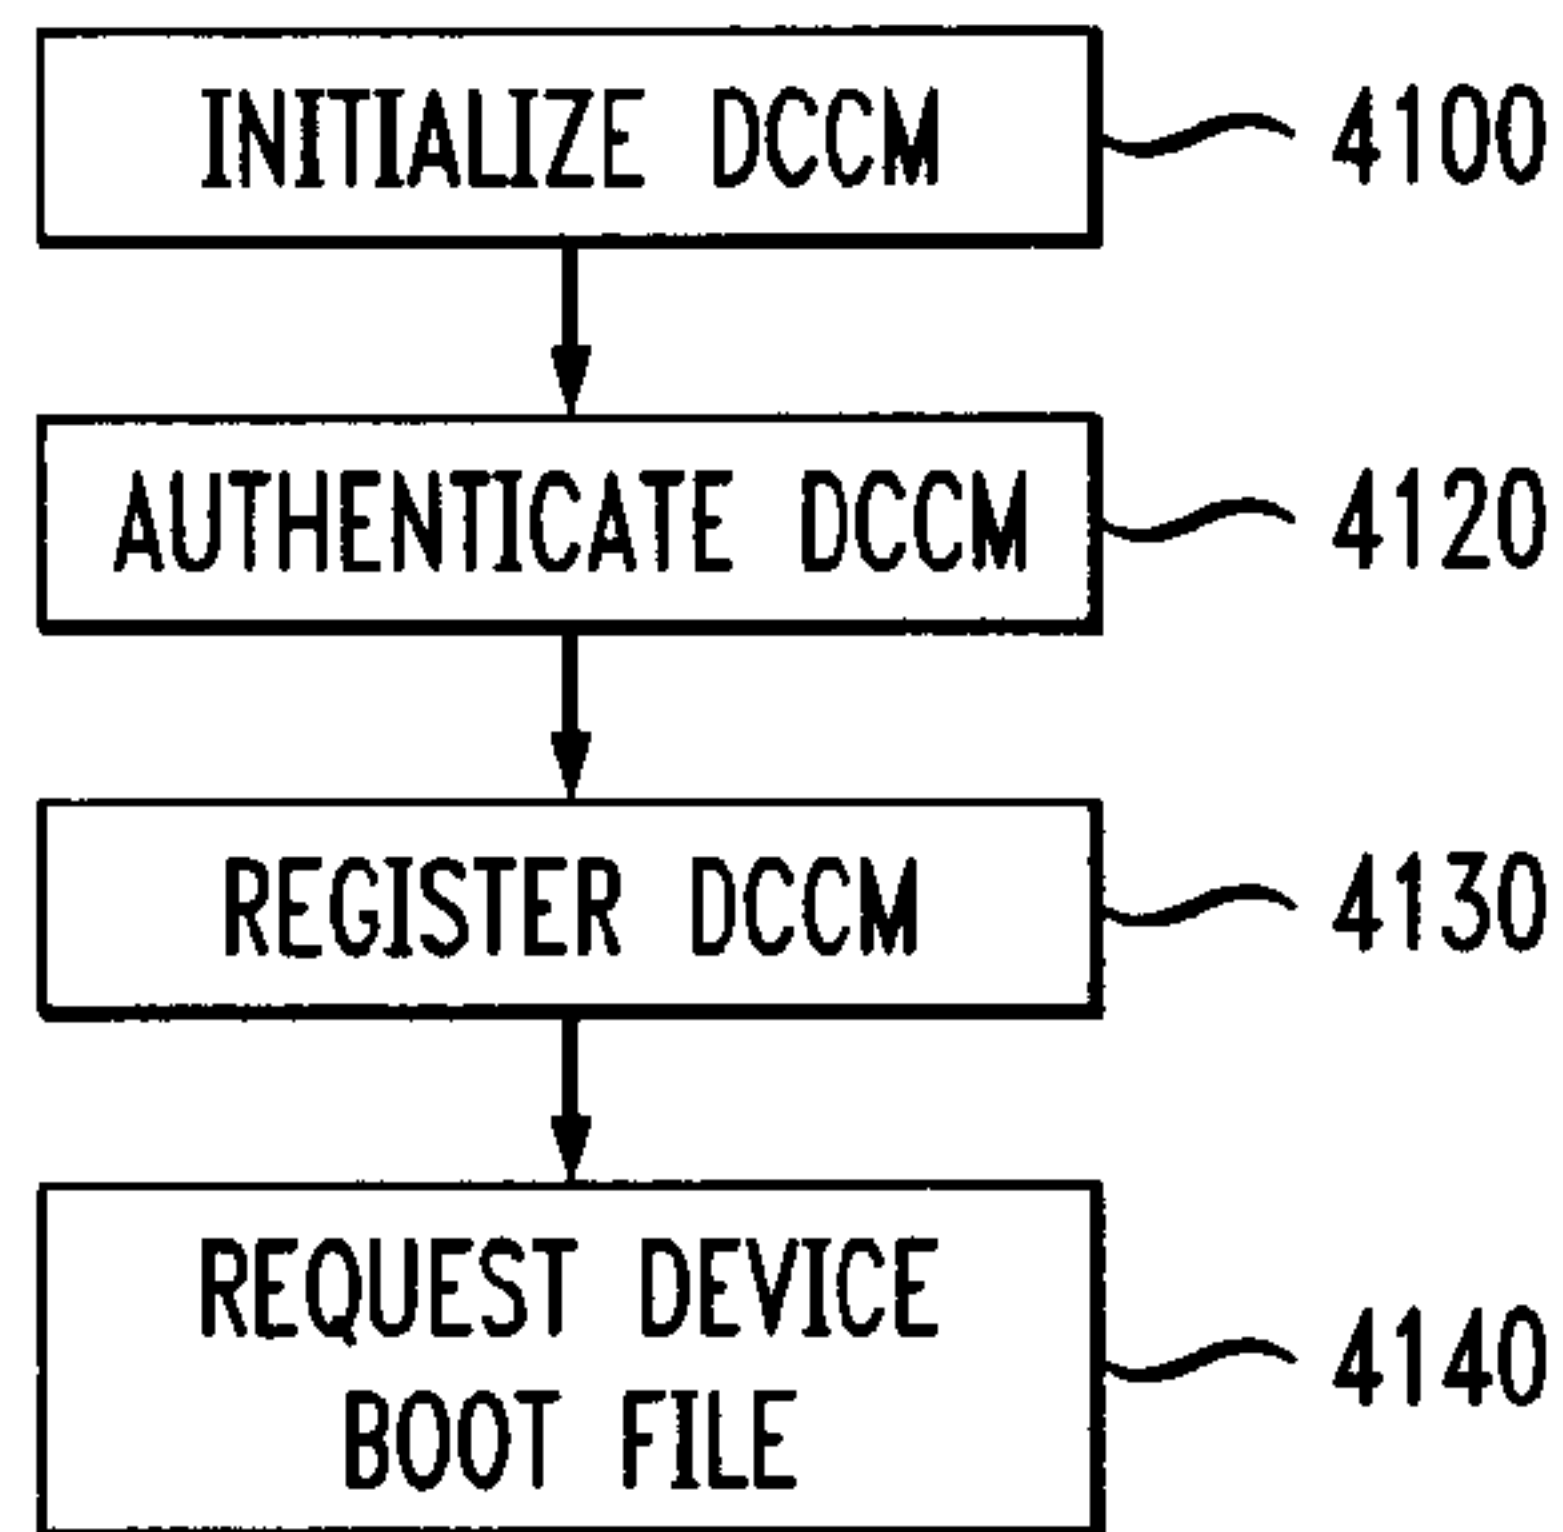 INITIALIZE DCCM 4100
AUTHENTICATE DCCM 4120
REGISTER DCCM 4130
REQUEST DEVICE
BOOT FILE
4140